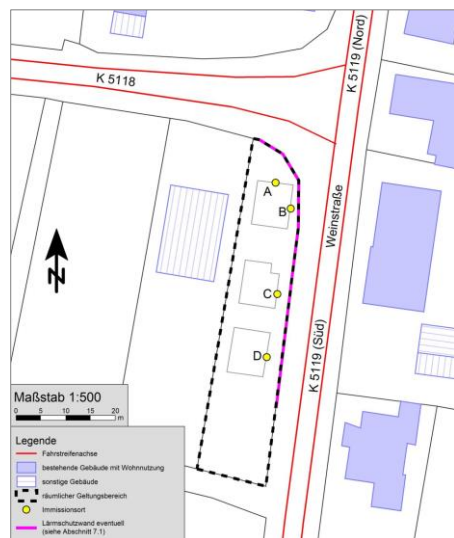 K 5118
K 5119 (Nord)
A
B
Weinstraße
C
K 5119 (Süd)
D
N
Maßstab 1:500
0 5 10 15 20
m
Legende
Fahrstreifenachse
bestehende Gebäude mit Wohnnutzung
sonstige Gebäude
räumlicher Geltungsbereich
Immissionsort
Lärmschutzwand eventuell
(siehe Abschnitt 7.1)